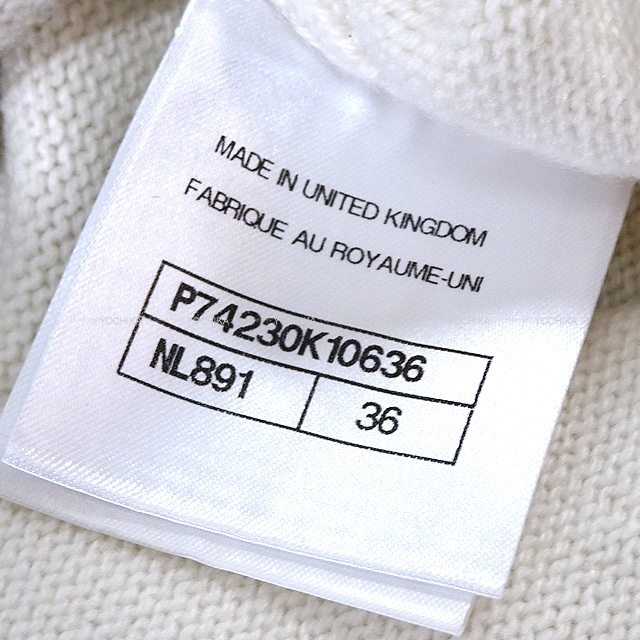 MADE IN UNITED KINGDOM
FABRIQUE AU ROYAUME-UNI
P74230K10636
NL891 36